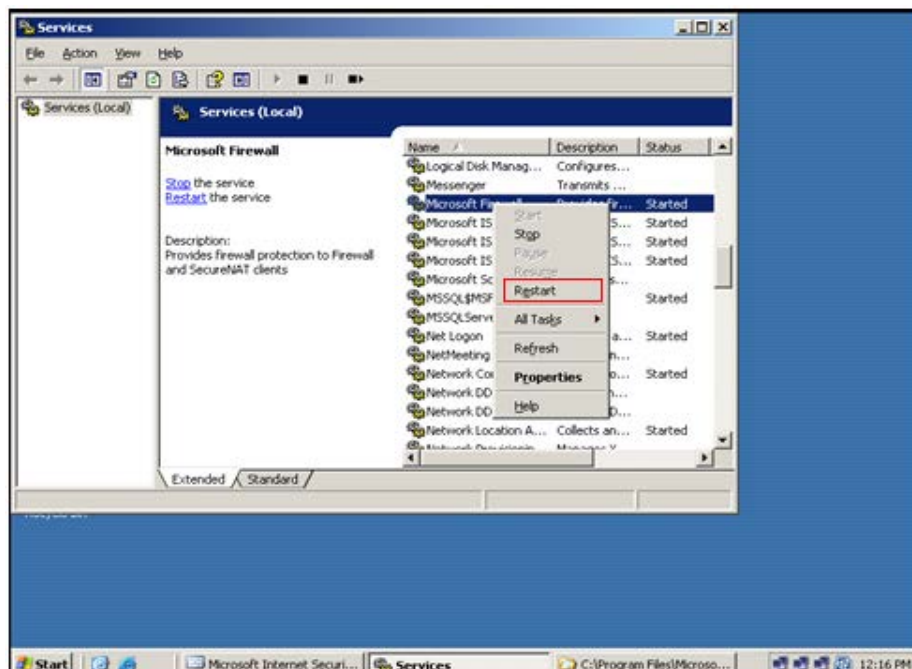 Services
File Action View Help
Services (Local)
Services (Local)
Microsoft Firewall
Stop the service
Restart the service
Description:
Provides firewall protection to Firewall
and SecureNAT clients
Name Description Status
Logical Disk Manag... Configures...
Messenger Transmits ...
Microsoft Started
Microsoft IS S... Started
Microsoft IS S... Started
Microsoft IS S... Started
Microsoft Sc s...
MSSQL$MSF Started
MSSQLServe
Net Logon a... Started
NetMeeting n...
Network Co Started
Network DD
Network DD D...
Network Location A... Collects an... Started
Start
Stop
Pause
Resume
Restart
All Tasks
Refresh
Properties
Help
Extended Standard
Start Microsoft Internet Securi... Services C:\Program Files\Microso... 12:16 PM